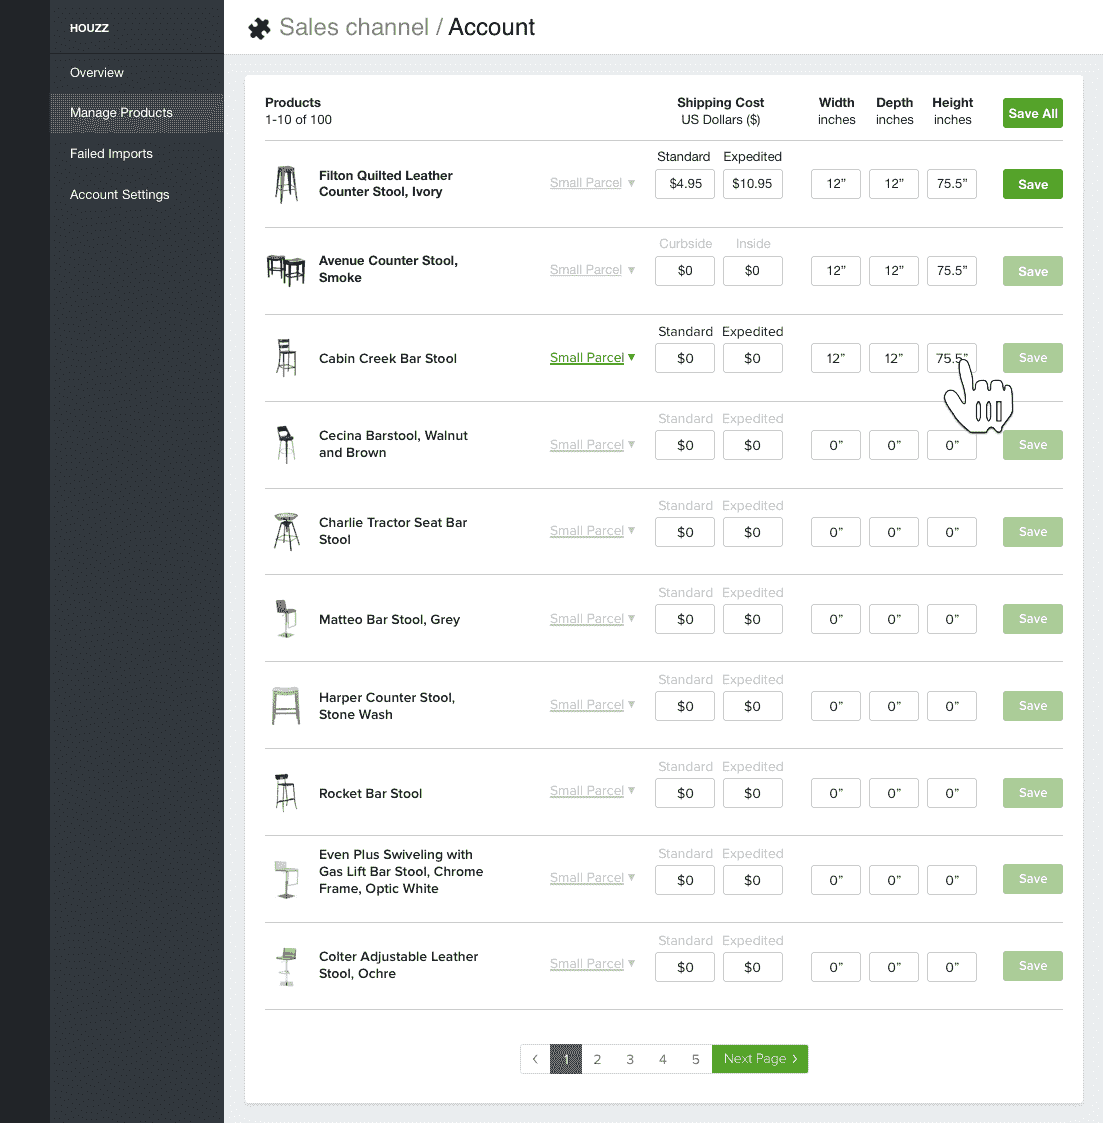 HOUZZ
Overview
Manage Products
Failed Imports
Account Settings
Sales channel / Account
Products
1-10 of 100
Shipping Cost
US Dollars ($)
Width
inches
Depth
inches
Height
inches
Save All
Filton Quilted Leather
Counter Stool, Ivory
Small Parcel ▼
Standard Expedited
$4.95 $10.95 12” 12” 75.5” Save
Avenue Counter Stool,
Smoke
Small Parcel ▼
Curbside Inside
$0 $0 12” 12” 75.5” Save
Cabin Creek Bar Stool
Small Parcel ▼
Standard Expedited
$0 $0 12” 12” 75.5” Save
Cecina Barstool, Walnut
and Brown
Small Parcel ▼
Standard Expedited
$0 $0 0” 0” 0” Save
Charlie Tractor Seat Bar
Stool
Small Parcel ▼
Standard Expedited
$0 $0 0” 0” 0” Save
Matteo Bar Stool, Grey
Small Parcel ▼
Standard Expedited
$0 $0 0” 0” 0” Save
Harper Counter Stool,
Stone Wash
Small Parcel ▼
Standard Expedited
$0 $0 0” 0” 0” Save
Rocket Bar Stool
Small Parcel ▼
Standard Expedited
$0 $0 0” 0” 0” Save
Even Plus Swiveling with
Gas Lift Bar Stool, Chrome
Frame, Optic White
Small Parcel ▼
Standard Expedited
$0 $0 0” 0” 0” Save
Colter Adjustable Leather
Stool, Ochre
Small Parcel ▼
Standard Expedited
$0 $0 0” 0” 0” Save
‹ 1 2 3 4 5 Next Page ›